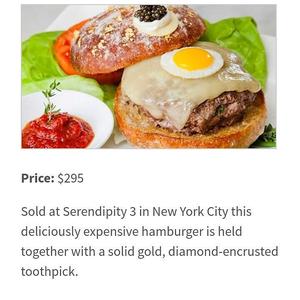 Price: $295
Sold at Serendipity 3 in New York City this
deliciously expensive hamburger is held
together with a solid gold, diamond-encrusted
toothpick.